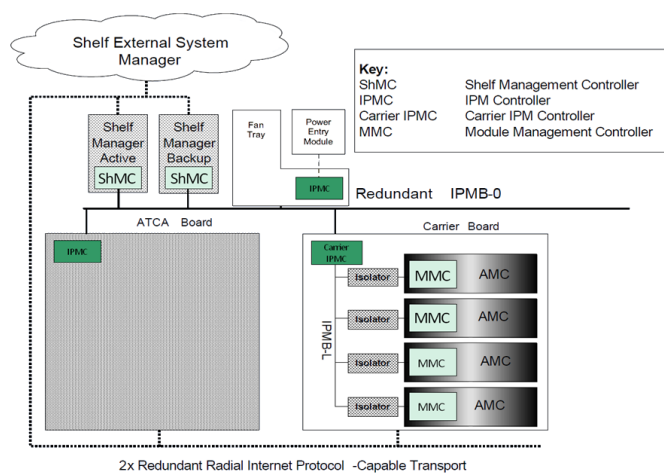 Shelf External System
Manager
Key:
ShMC Shelf Management Controller
IPMC IPM Controller
Carrier IPMC Carrier IPM Controller
MMC Module Management Controller
Shelf
Manager
Active
ShMC
Shelf
Manager
Backup
ShMC
Fan
Tray
Power
Entry
Module
IPMC
Redundant IPMB-0
ATCA Board
IPMC
Carrier Board
Carrier
IPMC
IPMB-L
Isolator
MMC
AMC
Isolator
MMC
AMC
Isolator
MMC
AMC
Isolator
MMC
AMC
2x Redundant Radial Internet Protocol -Capable Transport